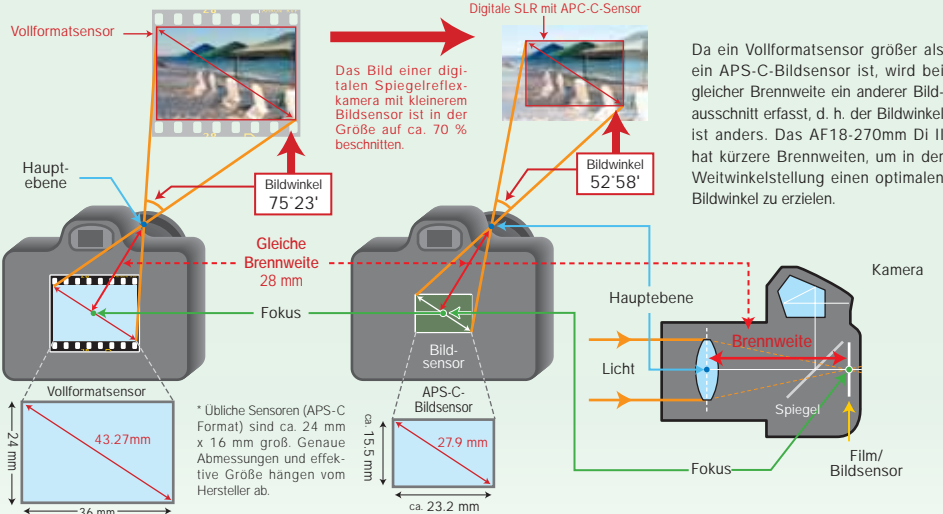 Vollformatsensor
Digitale SLR mit APC-C-Sensor
Das Bild einer digi-
talen Spiegelreflex-
kamera mit kleinerem
Bildsensor ist in der
Größe auf ca. 70 %
beschnitten.
Da ein Vollformatsensor größer als
ein APS-C-Bildsensor ist, wird bei
gleicher Brennweite ein anderer Bild-
ausschnitt erfasst, d. h. der Bildwinkel
ist anders. Das AF18-270mm Di II
hat kürzere Brennweiten, um in der
Weitwinkelstellung einen optimalen
Bildwinkel zu erzielen.
Haupt-
ebene
Bildwinkel
75°23'
Bildwinkel
52°58'
Gleiche
Brennweite
28 mm
Fokus
Bild-
sensor
Hauptebene
Kamera
Brennweite
Licht
Spiegel
Fokus
Film/
Bildsensor
Vollformatsensor
43.27mm
24 mm
36 mm
* Übliche Sensoren (APS-C
Format) sind ca. 24 mm
x 16 mm groß. Genaue
Abmessungen und effek-
tive Größe hängen vom
Hersteller ab.
APS-C-
Bildsensor
27.9 mm
ca. 15.5 mm
ca. 23.2 mm